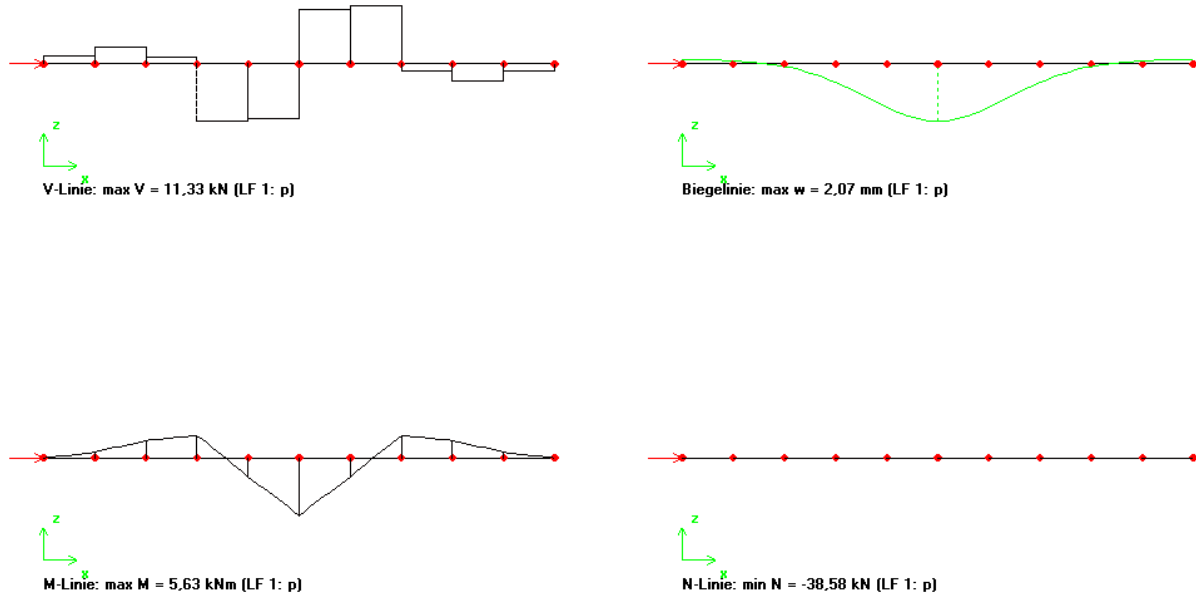 z
x
V-Linie: max V = 11,33 kN (LF 1: p)
z
x
Biegelinie: max w = 2,07 mm (LF 1: p)
z
x
M-Linie: max M = 5,63 kNm (LF 1: p)
z
x
N-Linie: min N = -38,58 kN (LF 1: p)